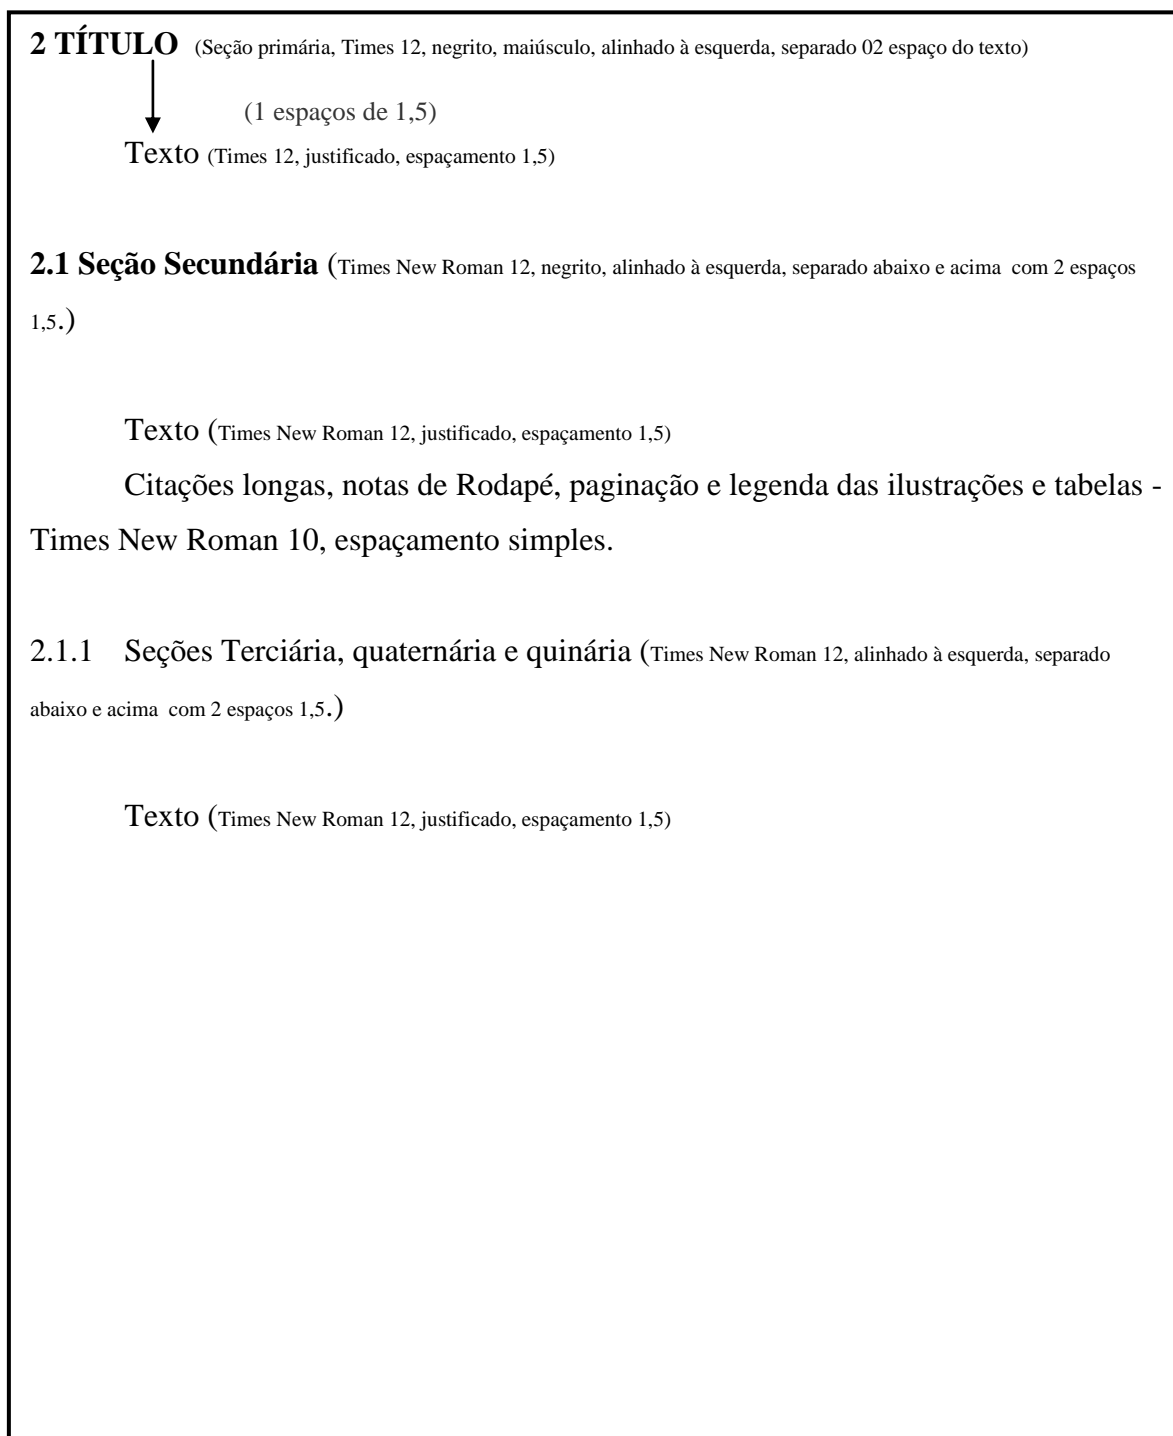 2 TÍTULO (Seção primária, Times 12, negrito, maiúsculo, alinhado à esquerda, separado 02 espaço do texto)
(1 espaços de 1,5)
Texto (Times 12, justificado, espaçamento 1,5)
2.1 Seção Secundária (Times New Roman 12, negrito, alinhado à esquerda, separado abaixo e acima com 2 espaços
1,5.)
Texto (Times New Roman 12, justificado, espaçamento 1,5)
Citações longas, notas de Rodapé, paginação e legenda das ilustrações e tabelas -
Times New Roman 10, espaçamento simples.
2.1.1 Seções Terciária, quaternária e quinária (Times New Roman 12, alinhado à esquerda, separado
abaixo e acima com 2 espaços 1,5.)
Texto (Times New Roman 12, justificado, espaçamento 1,5)